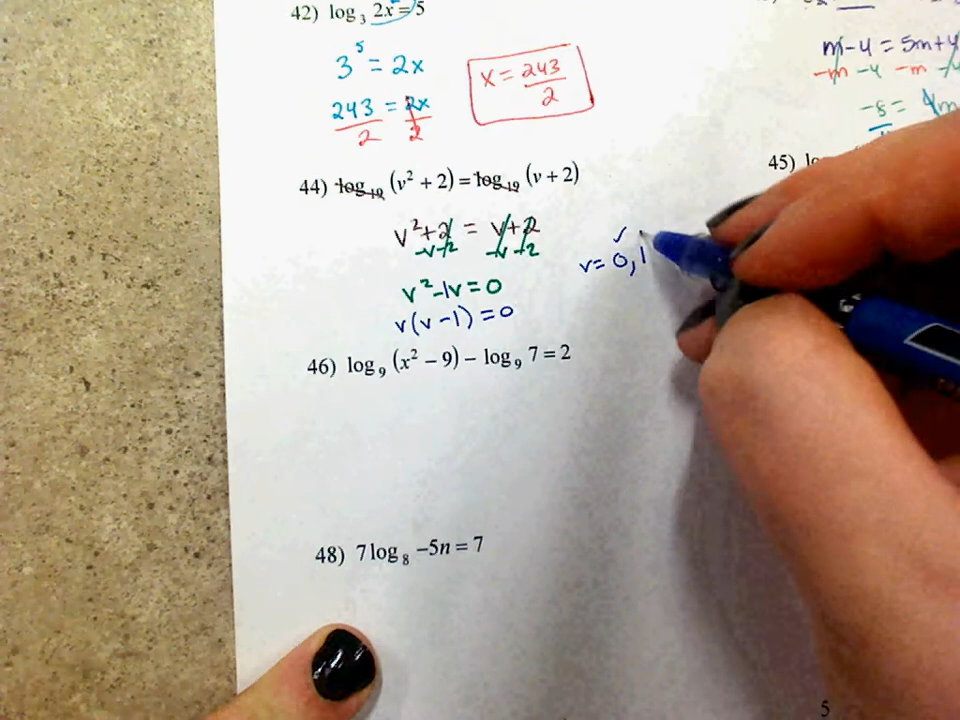 42) log₃ 2x = 5
3⁵ = 2x
243 = 2x
2 2
x = 243/2
m - 4 = 5m + 4
-m -4 -m -4
-8 = 4m
44) log₁₉ (v² + 2) = log₁₉ (v + 2)
v² + 2 = v + 2
-v -2 -v -2
v² - 1v = 0
v(v - 1) = 0
✓
v = 0, 1
45)
46) log₉ (x² − 9) − log₉ 7 = 2
48) 7 log₈ −5n = 7
5